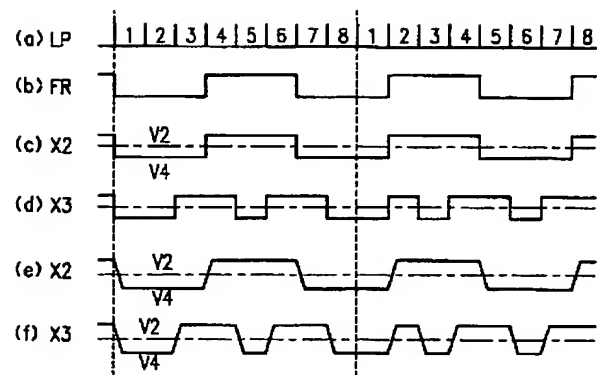 (a) LP 1 2 3 4 5 6 7 8 1 2 3 4 5 6 7 8
(b) FR
(c) X2 V2
V4
(d) X3
(e) X2 V2
V4
(f) X3 V2
V4